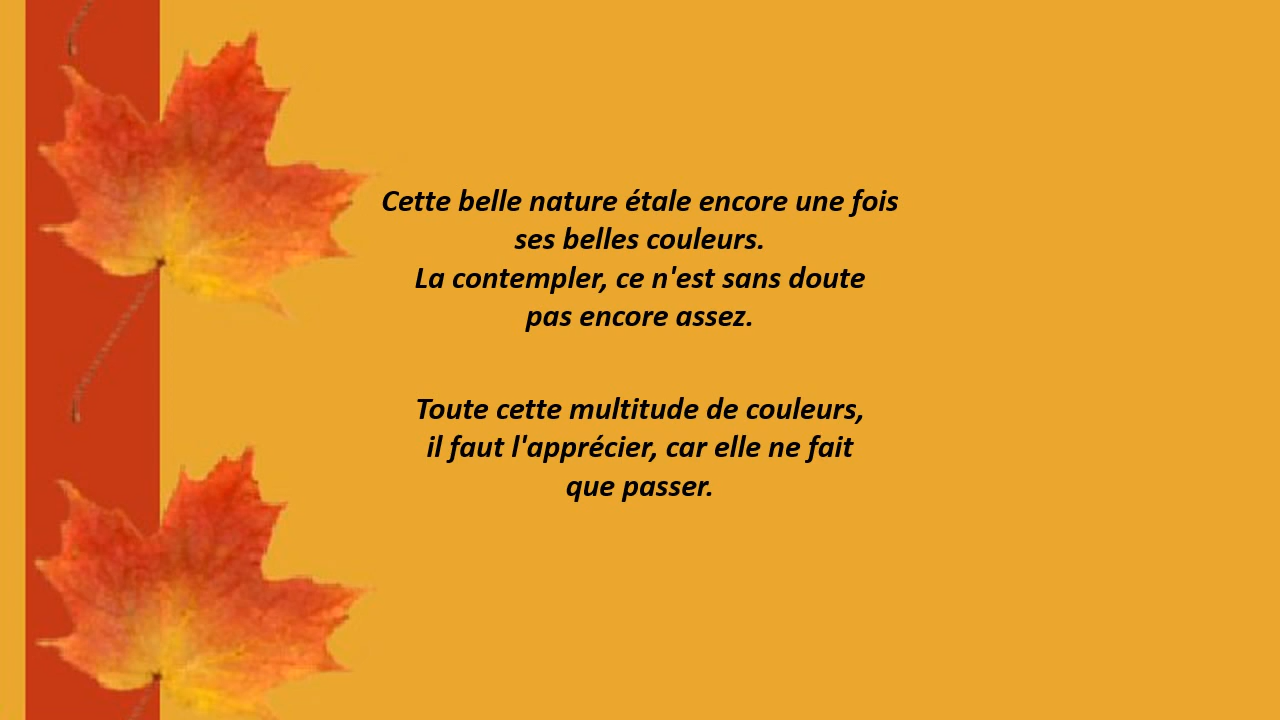 Cette belle nature étale encore une fois
ses belles couleurs.
La contempler, ce n'est sans doute
pas encore assez.
Toute cette multitude de couleurs,
il faut l'apprécier, car elle ne fait
que passer.